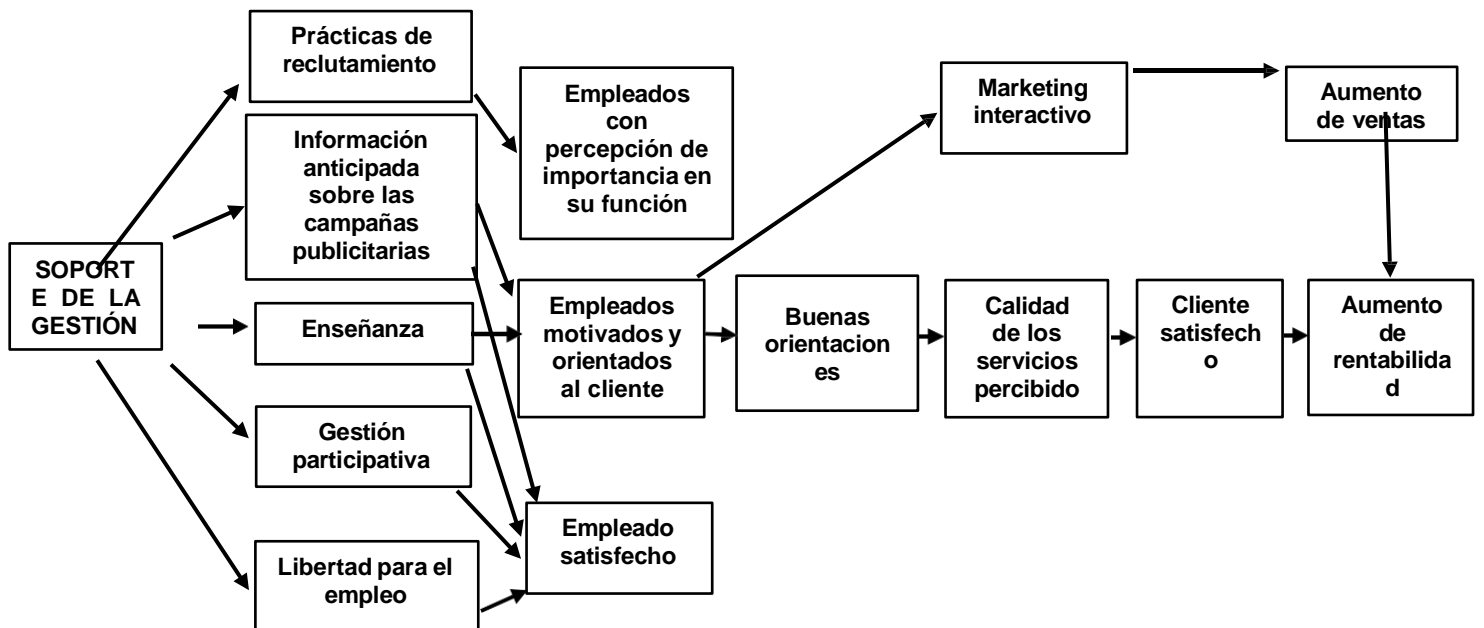 Prácticas de
reclutamiento
Empleados
con
percepción de
importancia en
su función
Marketing
interactivo
Aumento
de ventas
Información
anticipada
sobre las
campañas
publicitarias
SOPORT
E DE LA
GESTIÓN
Enseñanza
Empleados
motivados y
orientados
al cliente
Buenas
orientacion
es
Calidad
de los
servicios
percibido
Cliente
satisfech
o
Aumento
de
rentabilida
d
Gestión
participativa
Empleado
satisfecho
Libertad para el
empleo